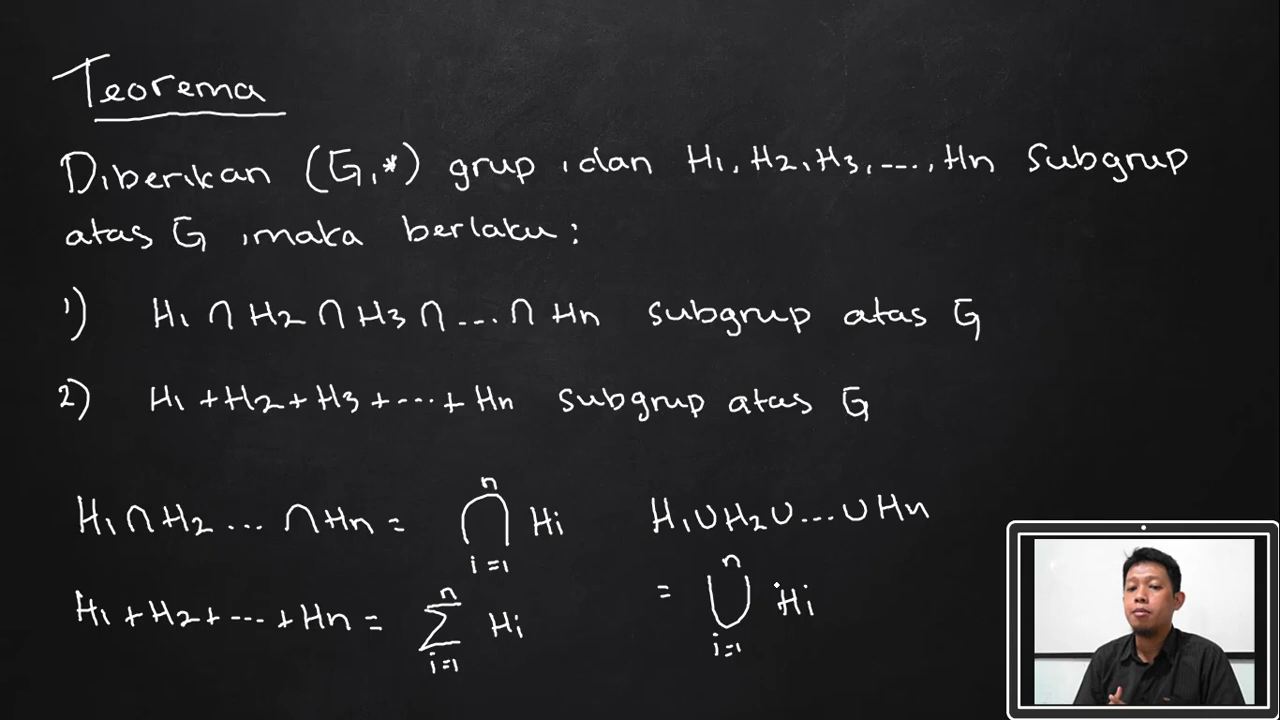 Teorema
Diberikan (G,*) grup, dan H1, H2, H3, ..., Hn subgrup
atas G, maka berlaku:
1) H1 ∩ H2 ∩ H3 ∩ ... ∩ Hn subgrup atas G
2) H1 + H2 + H3 + ... + Hn subgrup atas G
H1 ∩ H2 ... ∩ Hn = n ⋂ i=1 Hi
H1 + H2 + ... + Hn = n Σ i=1 Hi
H1 ∪ H2 ∪ ... ∪ Hn
= n ⋃ i=1 Hi